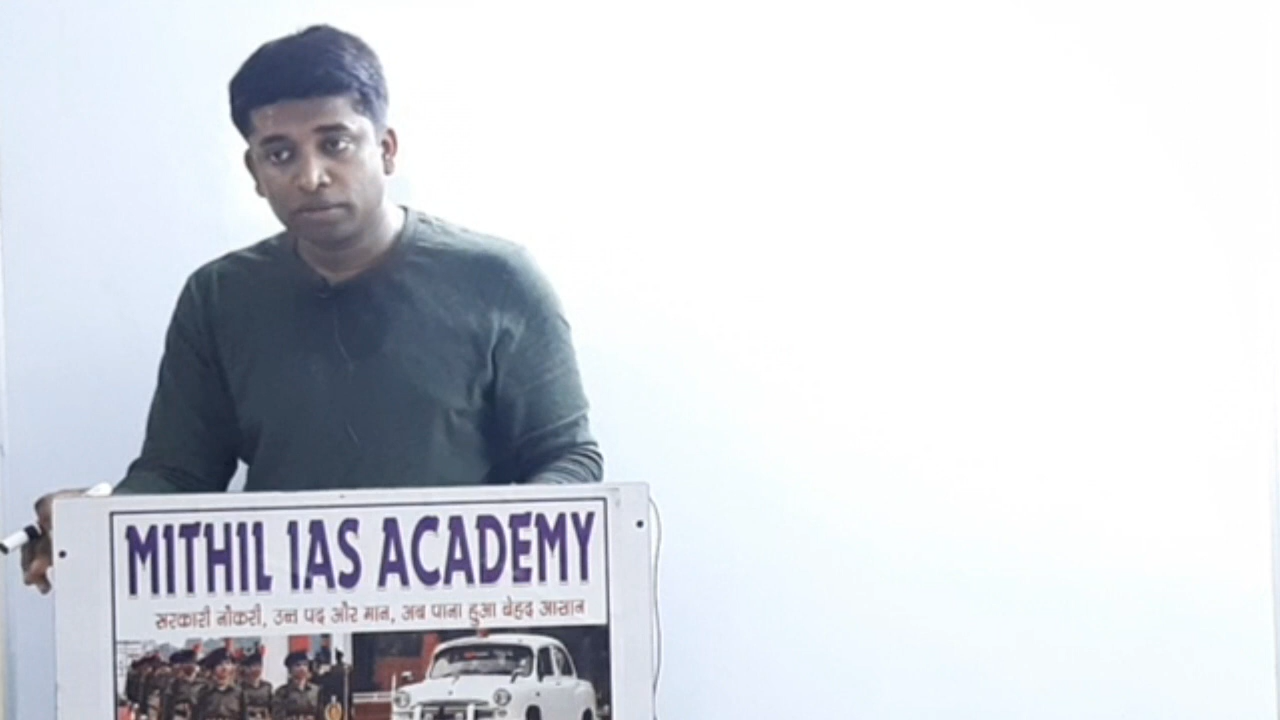 MITHIL IAS ACADEMY
सरकारी नौकरी, उच्च पद और मान, अब पाना हुआ बेहद आसान